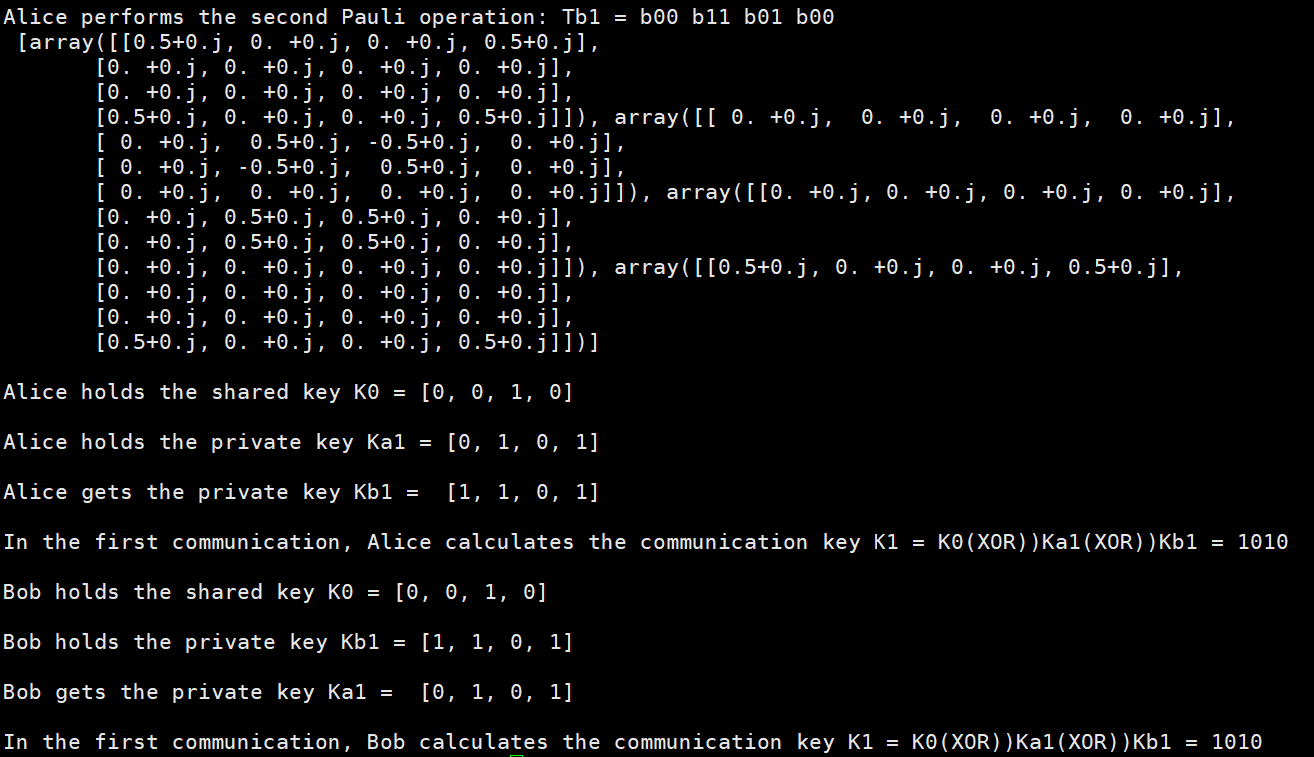 Alice performs the second Pauli operation: Tb1 = b00 b11 b01 b00
[array([[0.5+0.j, 0. +0.j, 0. +0.j, 0.5+0.j],
[0. +0.j, 0. +0.j, 0. +0.j, 0. +0.j],
[0. +0.j, 0. +0.j, 0. +0.j, 0. +0.j],
[0.5+0.j, 0. +0.j, 0. +0.j, 0.5+0.j]]), array([[ 0. +0.j,  0. +0.j,  0. +0.j,  0. +0.j],
[ 0. +0.j,  0.5+0.j, -0.5+0.j,  0. +0.j],
[ 0. +0.j, -0.5+0.j,  0.5+0.j,  0. +0.j],
[ 0. +0.j,  0. +0.j,  0. +0.j,  0. +0.j]]), array([[0. +0.j, 0. +0.j, 0. +0.j, 0. +0.j],
[0. +0.j, 0.5+0.j, 0.5+0.j, 0. +0.j],
[0. +0.j, 0.5+0.j, 0.5+0.j, 0. +0.j],
[0. +0.j, 0. +0.j, 0. +0.j, 0. +0.j]]), array([[0.5+0.j, 0. +0.j, 0. +0.j, 0.5+0.j],
[0. +0.j, 0. +0.j, 0. +0.j, 0. +0.j],
[0. +0.j, 0. +0.j, 0. +0.j, 0. +0.j],
[0.5+0.j, 0. +0.j, 0. +0.j, 0.5+0.j]])]
Alice holds the shared key K0 = [0, 0, 1, 0]
Alice holds the private key Ka1 = [0, 1, 0, 1]
Alice gets the private key Kb1 =  [1, 1, 0, 1]
In the first communication, Alice calculates the communication key K1 = K0(XOR))Ka1(XOR))Kb1 = 1010
Bob holds the shared key K0 = [0, 0, 1, 0]
Bob holds the private key Kb1 = [1, 1, 0, 1]
Bob gets the private key Ka1 =  [0, 1, 0, 1]
In the first communication, Bob calculates the communication key K1 = K0(XOR))Ka1(XOR))Kb1 = 1010